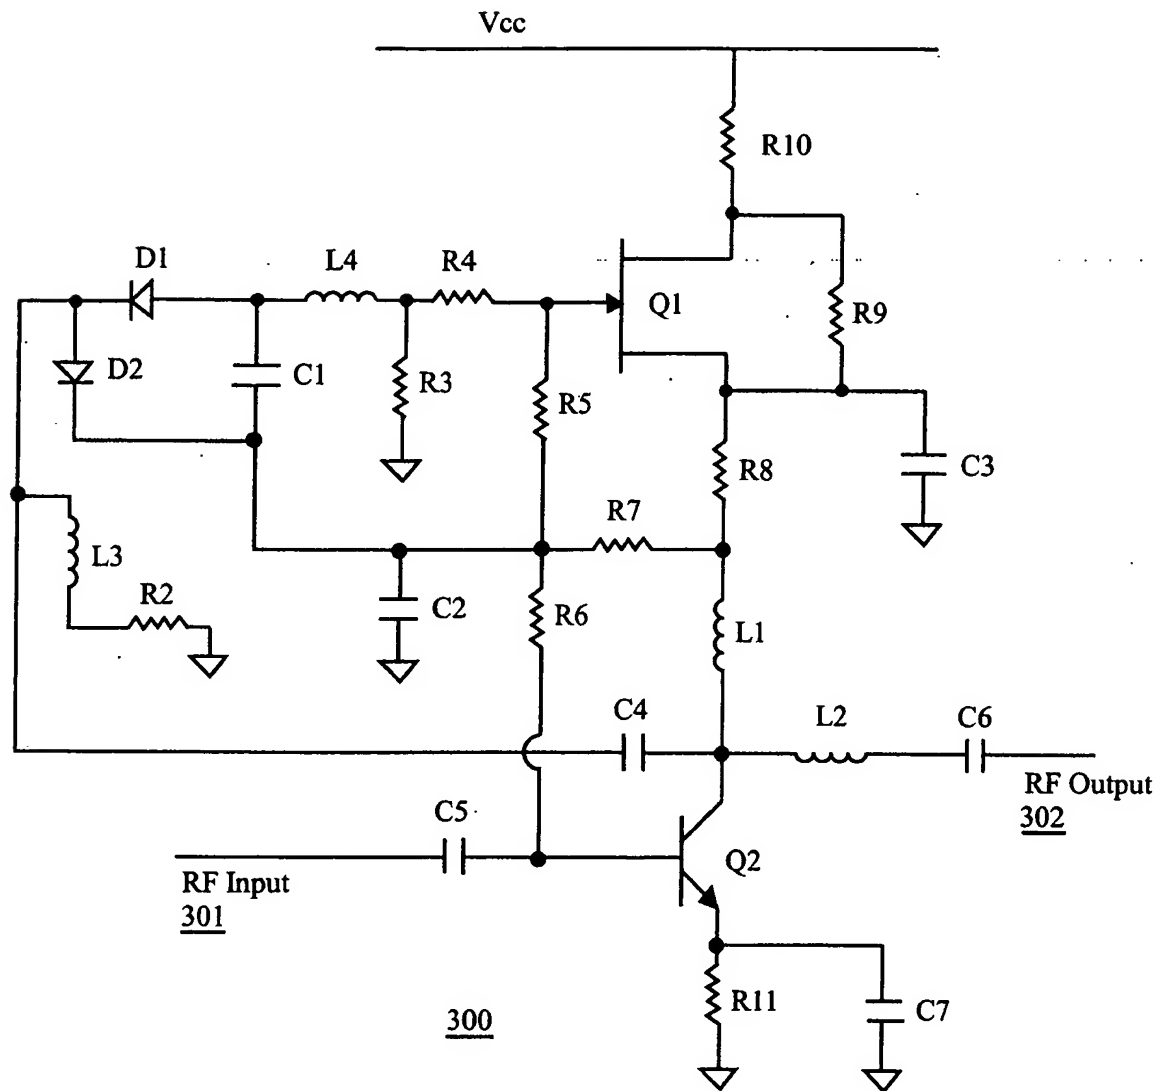 Vcc
R10
D1
L4
R4
Q1
R9
D2
C1
R3
R5
R8
C3
R7
L3
R2
C2
R6
L1
C4
L2
C6
RF Output
302
C5
Q2
RF Input
301
R11
C7
300